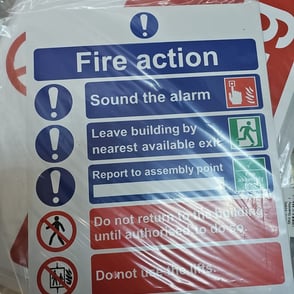 Fire action
Sound the alarm
Leave building by
nearest available exit
Report to assembly point
Do not return to the building
until authorised to do so.
Do not use the lifts.